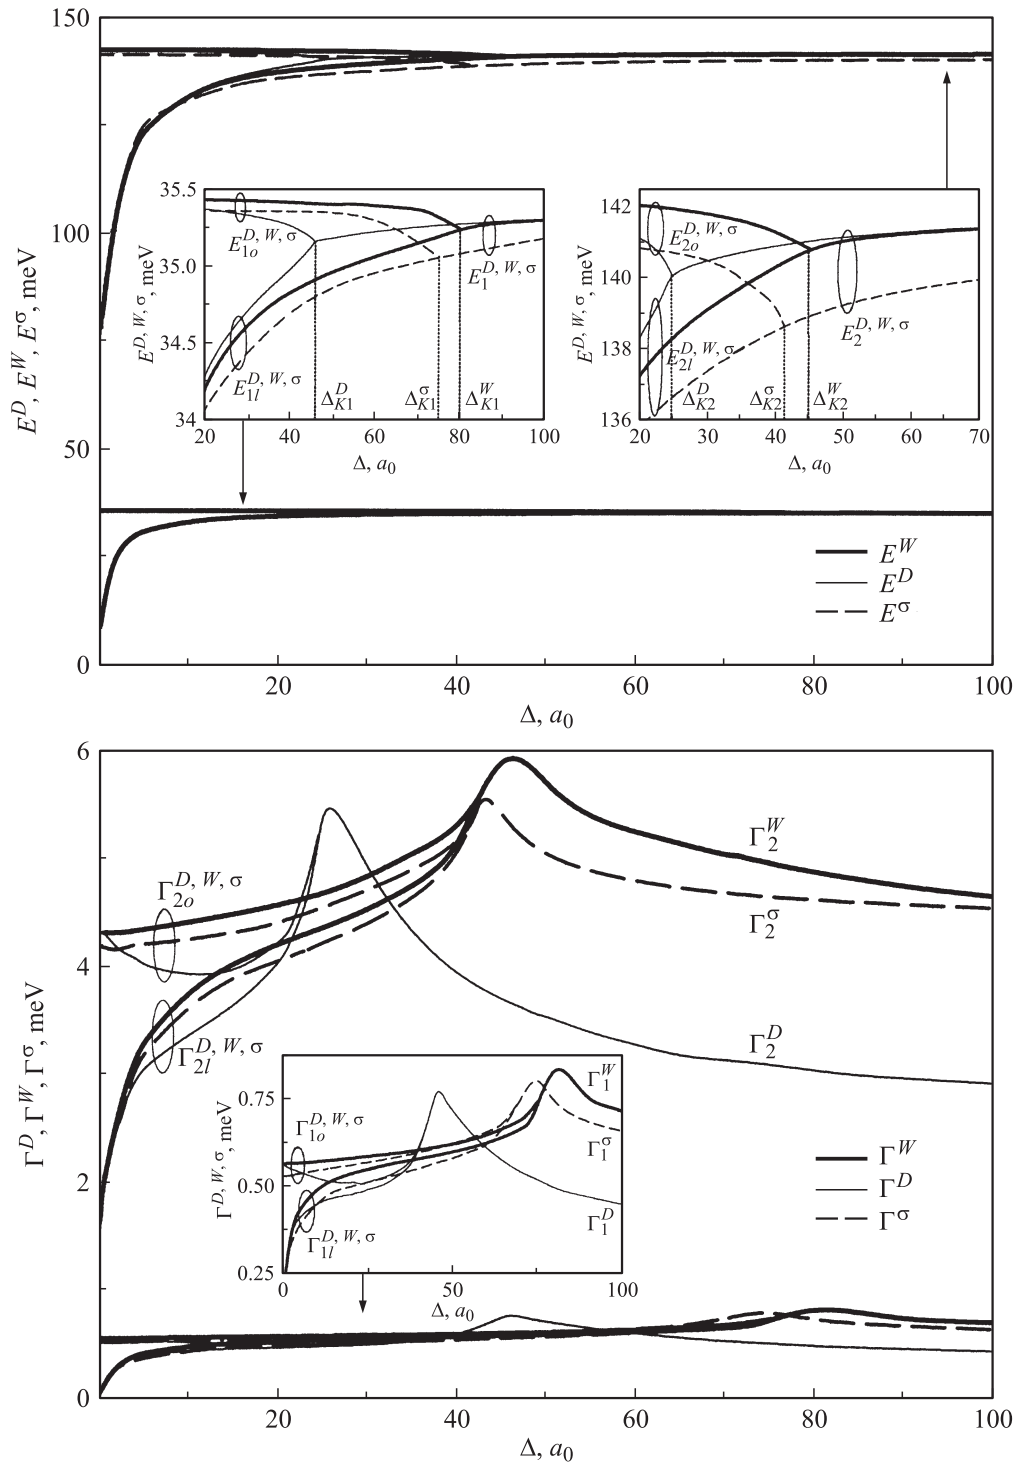 150
100
50
0
E^D, E^W, E^σ, meV
20
40
60
80
100
Δ, a_0
35.5
35.0
34.5
34
E^{D, W, σ}, meV
E_{1o}^{D, W, σ}
E_1^{D, W, σ}
E_{1l}^{D, W, σ}
Δ_{K1}^D
Δ_{K1}^σ
Δ_{K1}^W
20
40
60
80
100
Δ, a_0
142
140
138
136
E^{D, W, σ}, meV
E_{2o}^{D, W, σ}
E_2^{D, W, σ}
E_{2l}^{D, W, σ}
Δ_{K2}^D
Δ_{K2}^σ
Δ_{K2}^W
20
30
40
50
60
70
Δ, a_0
E^W
E^D
E^σ
6
4
2
0
Γ^D, Γ^W, Γ^σ, meV
20
40
60
80
100
Δ, a_0
Γ_{2o}^{D, W, σ}
Γ_{2l}^{D, W, σ}
Γ_2^W
Γ_2^σ
Γ_2^D
0.75
0.50
0.25
Γ^{D, W, σ}, meV
Γ_{1o}^{D, W, σ}
Γ_{1l}^{D, W, σ}
Γ_1^W
Γ_1^σ
Γ_1^D
0
50
100
Δ, a_0
Γ^W
Γ^D
Γ^σ